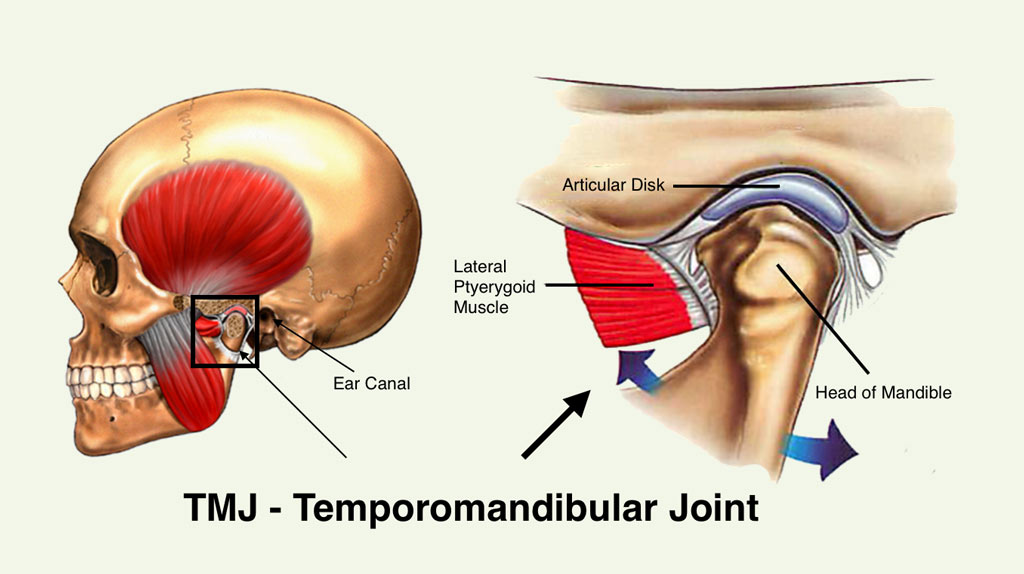 Articular Disk
Lateral
Ptyerygoid
Muscle
Ear Canal
Head of Mandible
TMJ - Temporomandibular Joint